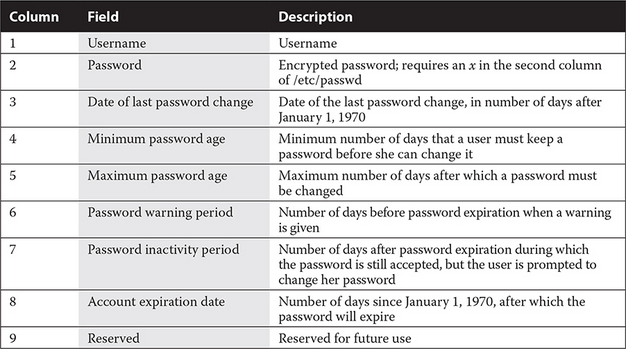 Column Field Description
1 Username Username
2 Password Encrypted password; requires an x in the second column
of /etc/passwd
3 Date of last password change Date of the last password change, in number of days after
January 1, 1970
4 Minimum password age Minimum number of days that a user must keep a
password before she can change it
5 Maximum password age Maximum number of days after which a password must
be changed
6 Password warning period Number of days before password expiration when a warning
is given
7 Password inactivity period Number of days after password expiration during which
the password is still accepted, but the user is prompted to
change her password
8 Account expiration date Number of days since January 1, 1970, after which the
password will expire
9 Reserved Reserved for future use